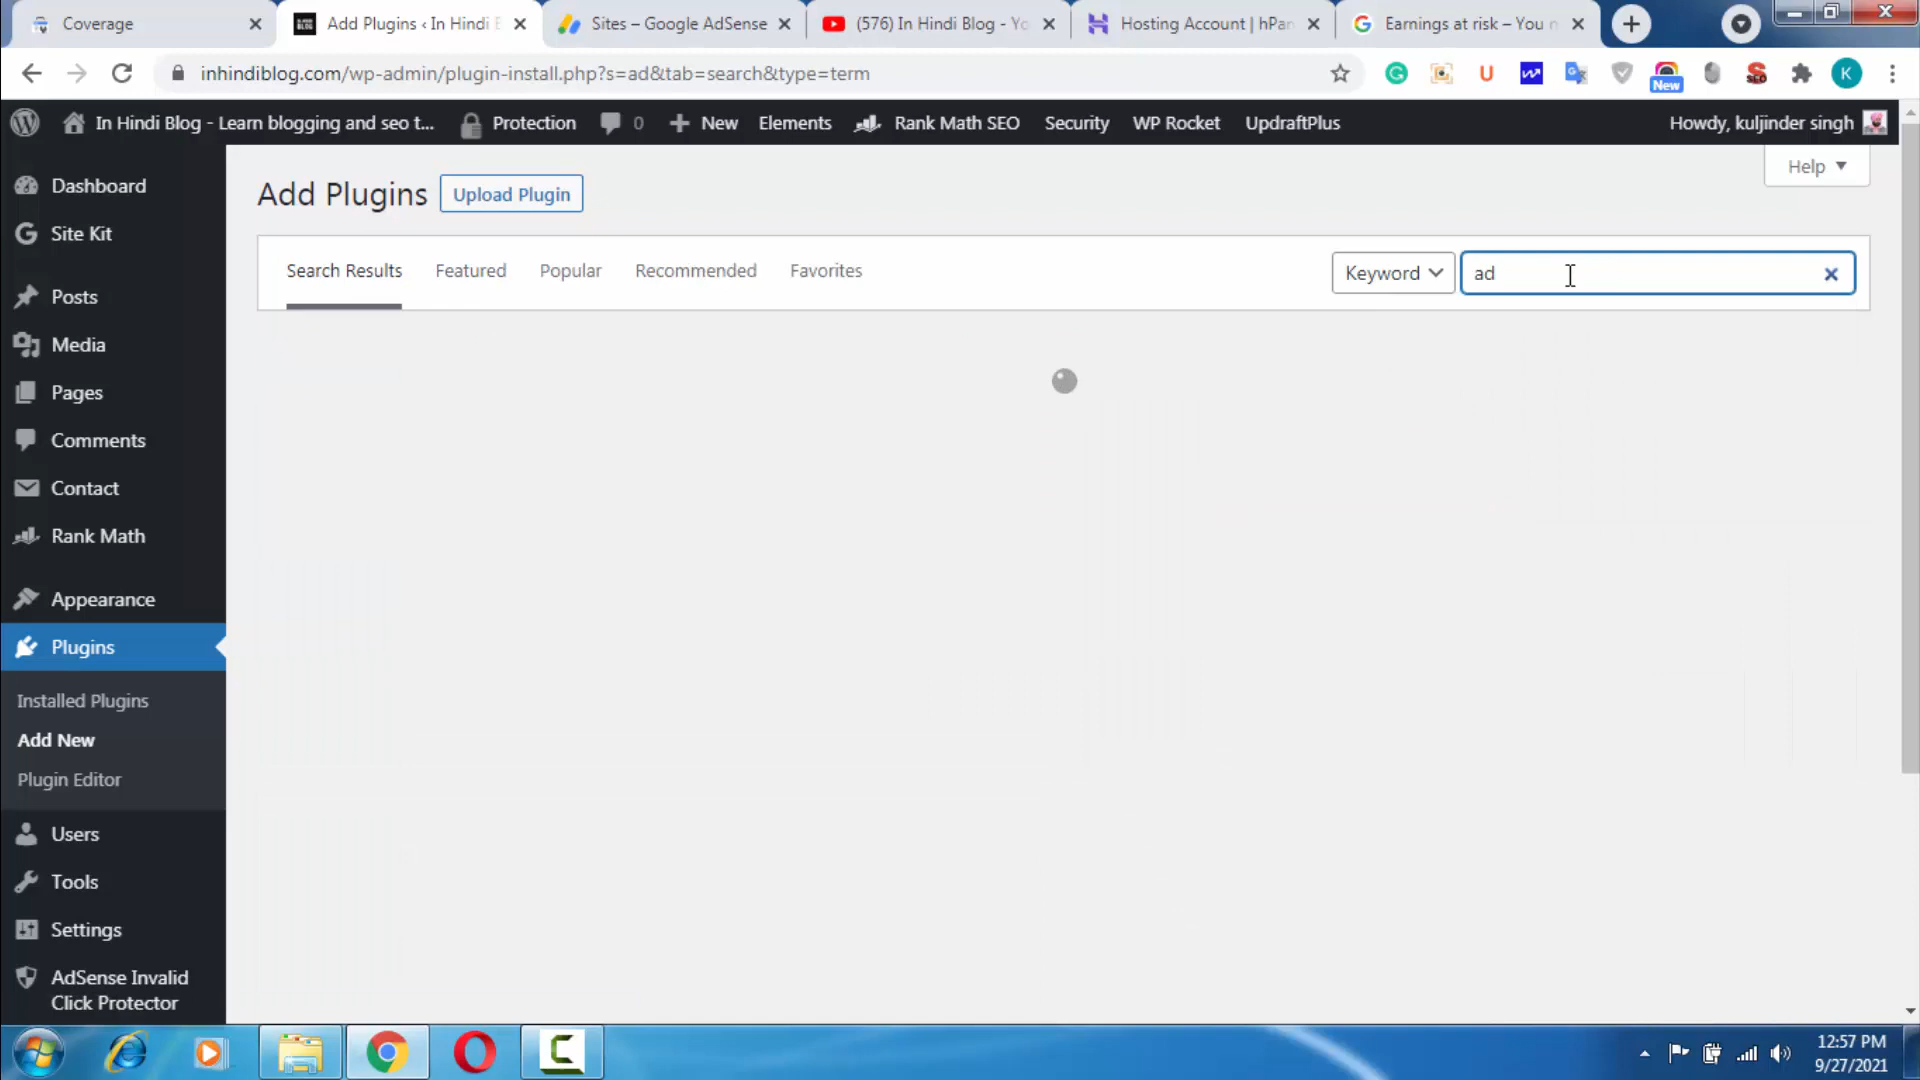 Coverage
Add Plugins ‹ In Hindi B
Sites – Google AdSense
(576) In Hindi Blog - Yo
Hosting Account | hPan
Earnings at risk – You n
inhindiblog.com/wp-admin/plugin-install.php?s=ad&tab=search&type=term
New
In Hindi Blog - Learn blogging and seo t...
Protection
0
New
Elements
Rank Math SEO
Security
WP Rocket
UpdraftPlus
Howdy, kuljinder singh
Help
Dashboard
Site Kit
Posts
Media
Pages
Comments
Contact
Rank Math
Appearance
Plugins
Installed Plugins
Add New
Plugin Editor
Users
Tools
Settings
AdSense Invalid
Click Protector
Add Plugins
Upload Plugin
Search Results
Featured
Popular
Recommended
Favorites
Keyword
ad
12:57 PM
9/27/2021